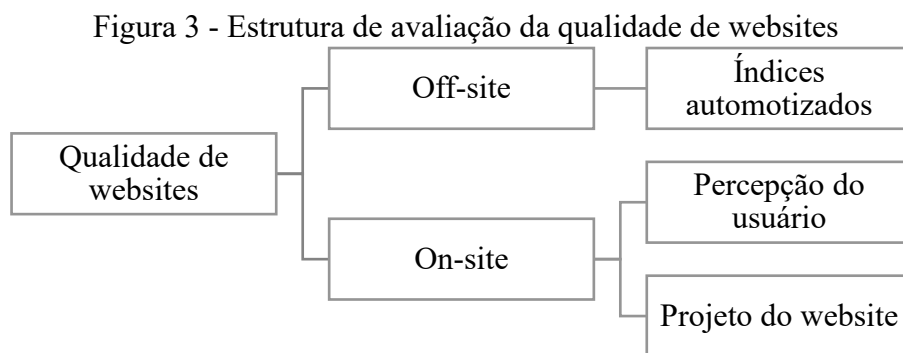 Figura 3 - Estrutura de avaliação da qualidade de websites
Qualidade de
websites
Off-site
Índices
automotizados
On-site
Percepção do
usuário
Projeto do website